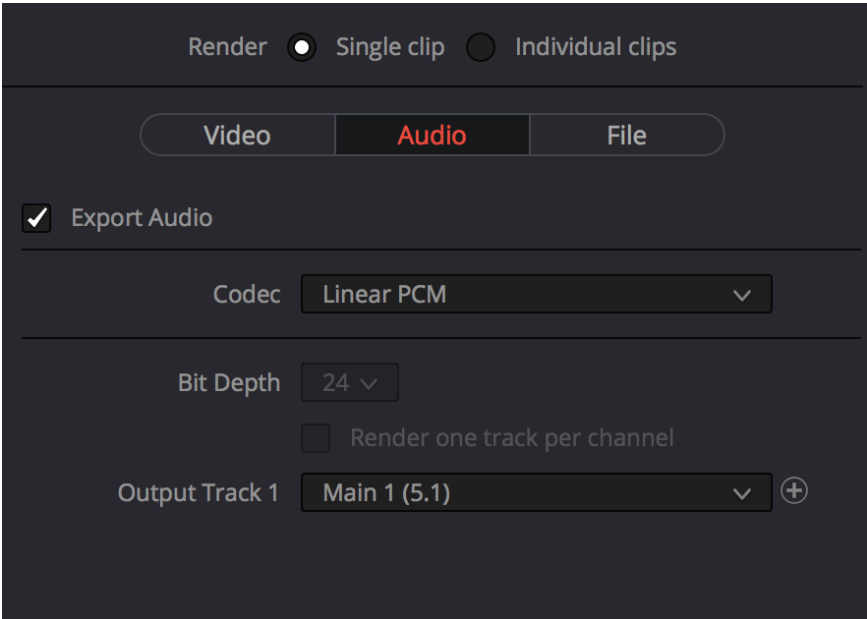 Render Single clip Individual clips
Video Audio File
Export Audio
Codec Linear PCM
Bit Depth 24
Render one track per channel
Output Track 1 Main 1 (5.1)